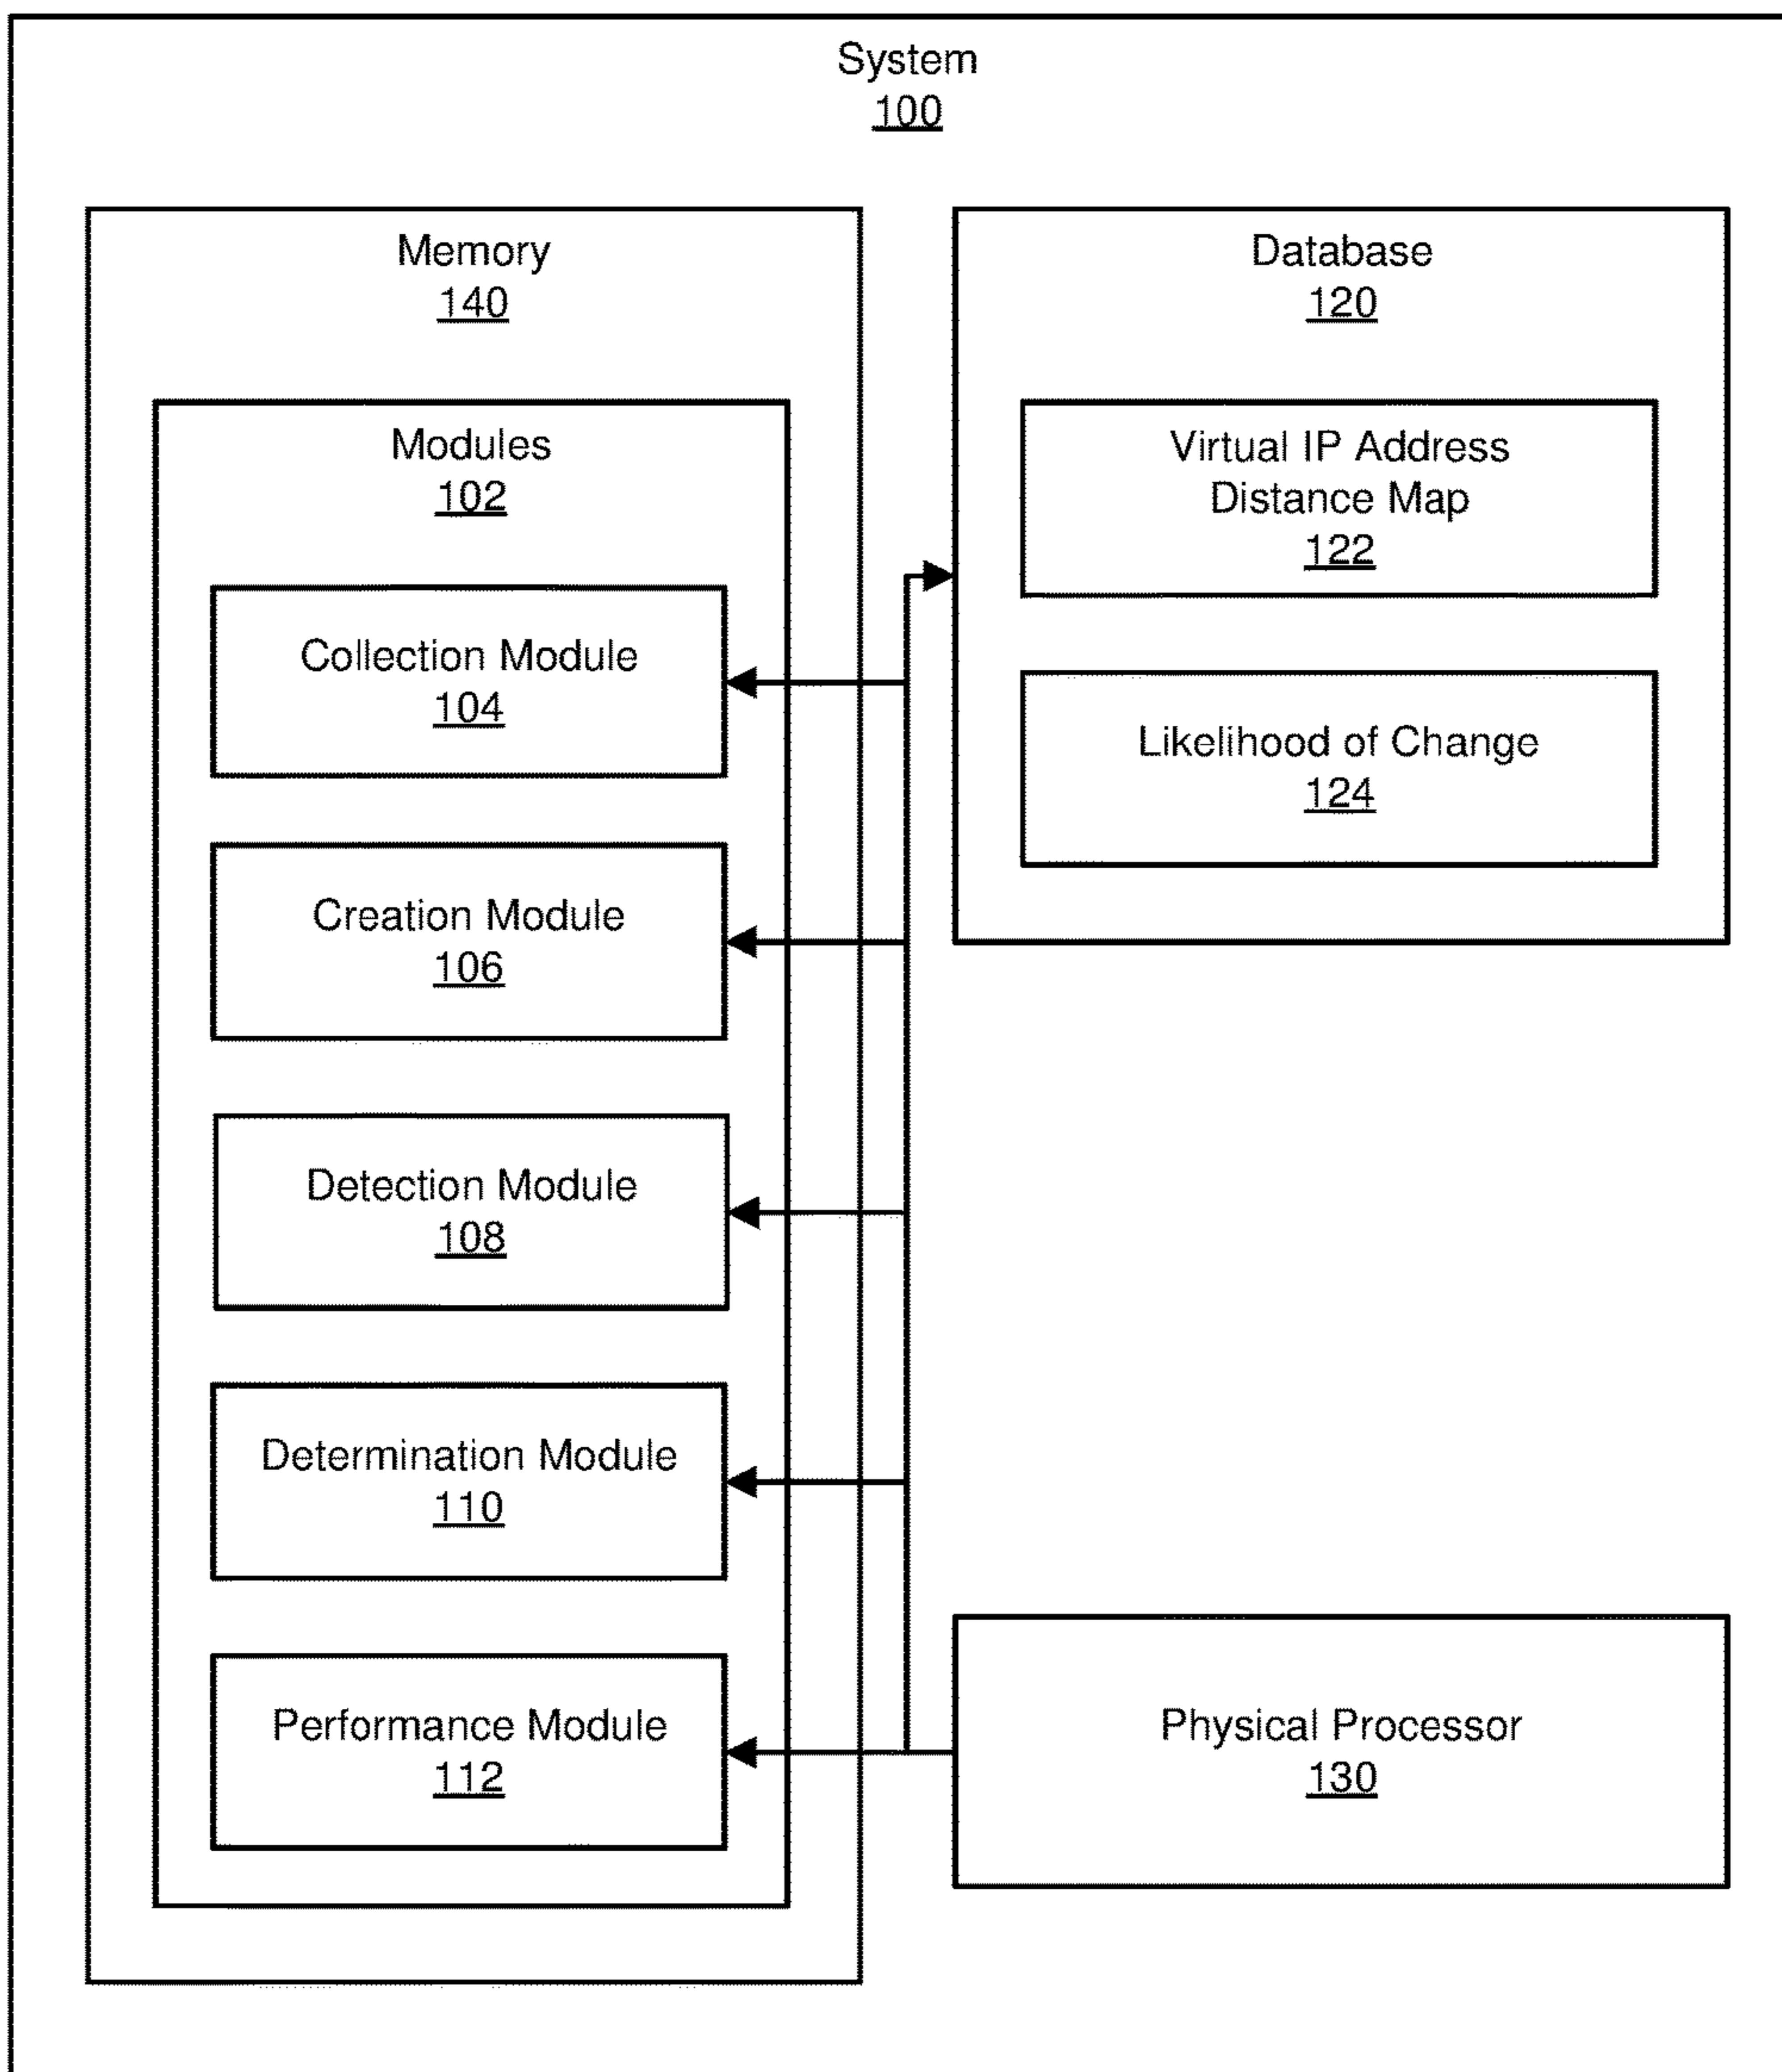 System
100
Memory
140
Modules
102
Collection Module
104
Creation Module
106
Detection Module
108
Determination Module
110
Performance Module
112
Database
120
Virtual IP Address
Distance Map
122
Likelihood of Change
124
Physical Processor
130